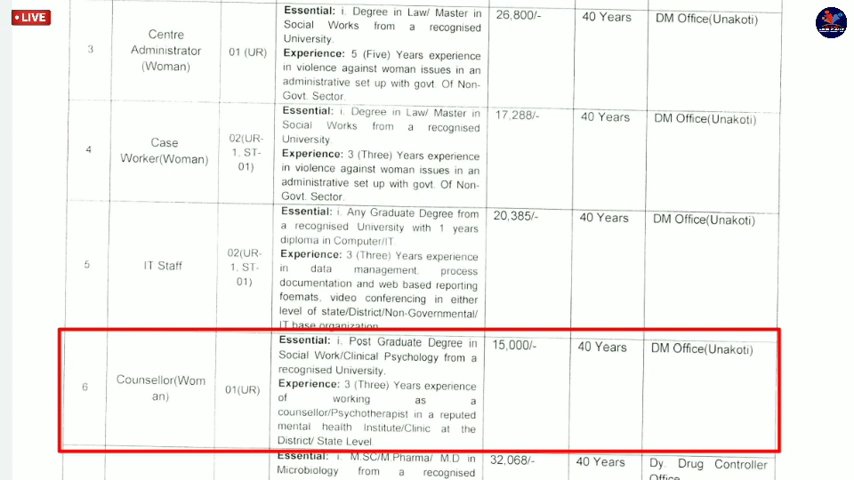 LIVE
Essential: i. Degree in Law/ Master in
Social Works from a recognised
University.
Experience: 5 (Five) Years experience
in violence against woman issues in an
administrative set up with govt. Of Non-
Govt. Sector.
3
Centre
Administrator
(Woman)
01 (UR)
26,800/-
40 Years
DM Office(Unakoti)
4
Case
Worker(Woman)
02(UR-
1, ST-
01)
Essential: i. Degree in Law/ Master in
Social Works from a recognised
University.
Experience: 3 (Three) Years experience
in violence against woman issues in an
administrative set up with govt. Of Non-
Govt. Sector.
17,288/-
40 Years
DM Office(Unakoti)
5
IT Staff
02(UR-
1, ST-
01)
Essential: i. Any Graduate Degree from
a recognised University with 1 years
diploma in Computer/IT
Experience: 3 (Three) Years experience
in data management, process
documentation and web based reporting
foemats, video conferencing in either
level of state/District/Non-Governmental/
IT base organization
20,385/-
40 Years
DM Office(Unakoti)
6
Counsellor(Wom
an)
01(UR)
Essential: i. Post Graduate Degree in
Social Work/Clinical Psychology from a
recognised University.
Experience: 3 (Three) Years experience
of working as a
counsellor/Psychotherapist in a reputed
mental health Institute/Clinic at the
District/ State Level
15,000/-
40 Years
DM Office(Unakoti)
Essential: i. M.SC/M.Pharma/ M.D in
Microbiology from a recognised
32,068/-
40 Years
Dy. Drug Controller
Office